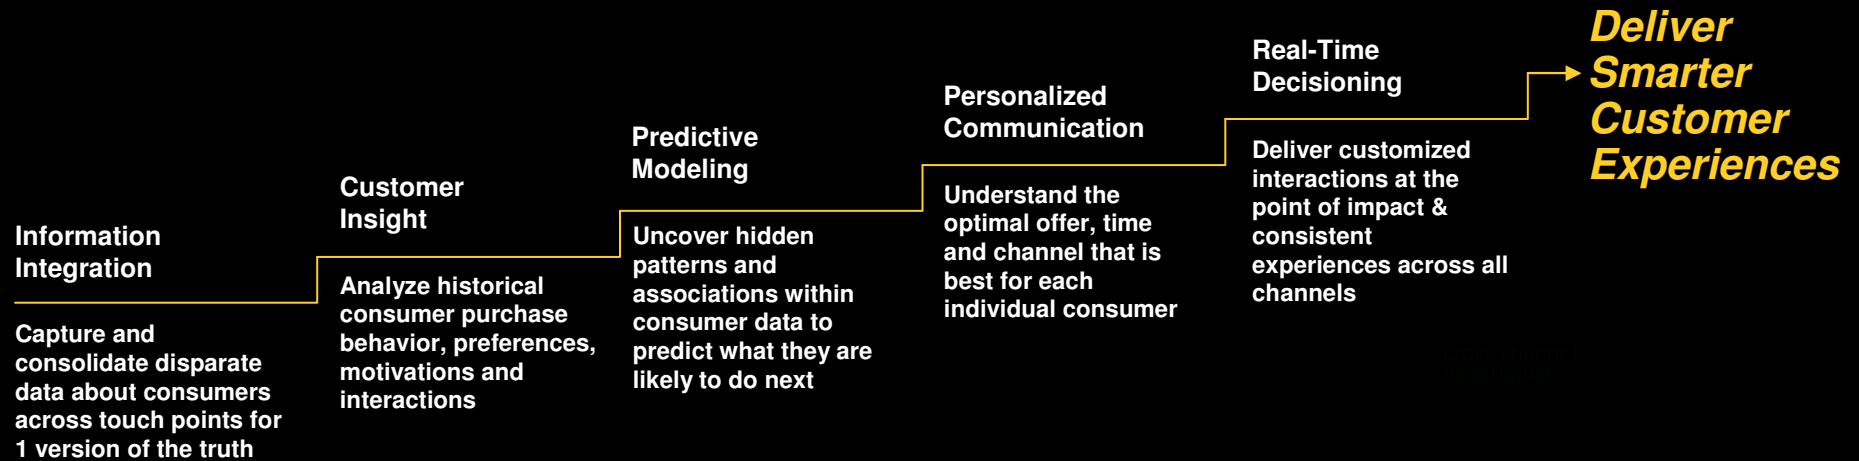 Information
Integration
Capture and
consolidate disparate
data about consumers
across touch points for
1 version of the truth
Customer
Insight
Analyze historical
consumer purchase
behavior, preferences,
motivations and
interactions
Predictive
Modeling
Uncover hidden
patterns and
associations within
consumer data to
predict what they are
likely to do next
Personalized
Communication
Understand the
optimal offer, time
and channel that is
best for each
individual consumer
Real-Time
Decisioning
Deliver customized
interactions at the
point of impact &
consistent
experiences across all
channels
Deliver
Smarter
Customer
Experiences